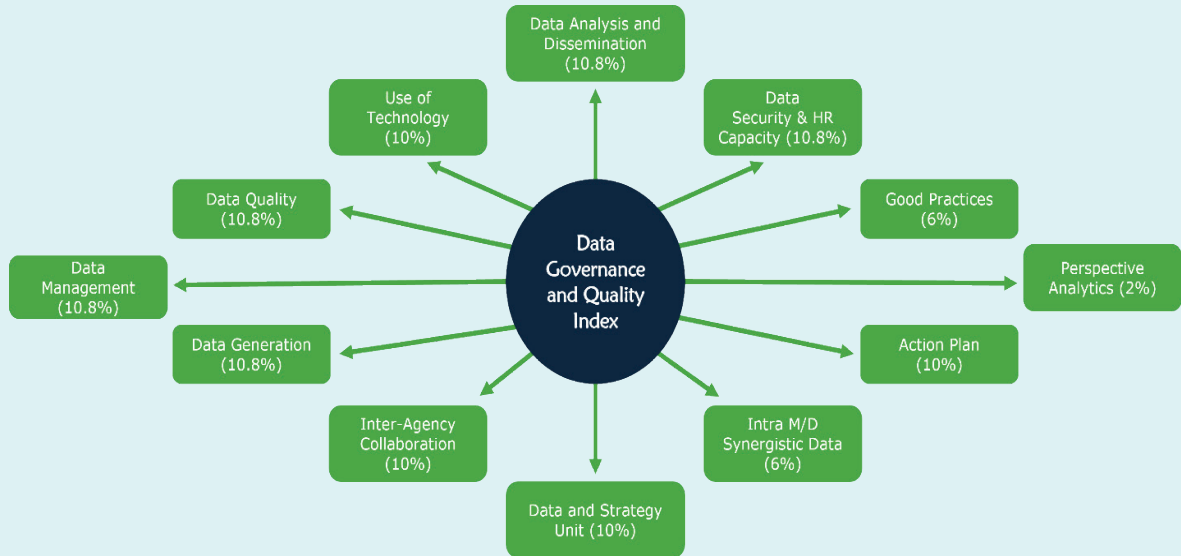 Data Analysis and
Dissemination
(10.8%)
Use of
Technology
(10%)
Data
Security & HR
Capacity (10.8%)
Data Quality
(10.8%)
Good Practices
(6%)
Data
Governance
and Quality
Index
Data
Management
(10.8%)
Perspective
Analytics (2%)
Data Generation
(10.8%)
Action Plan
(10%)
Inter-Agency
Collaboration
(10%)
Intra M/D
Synergistic Data
(6%)
Data and Strategy
Unit (10%)